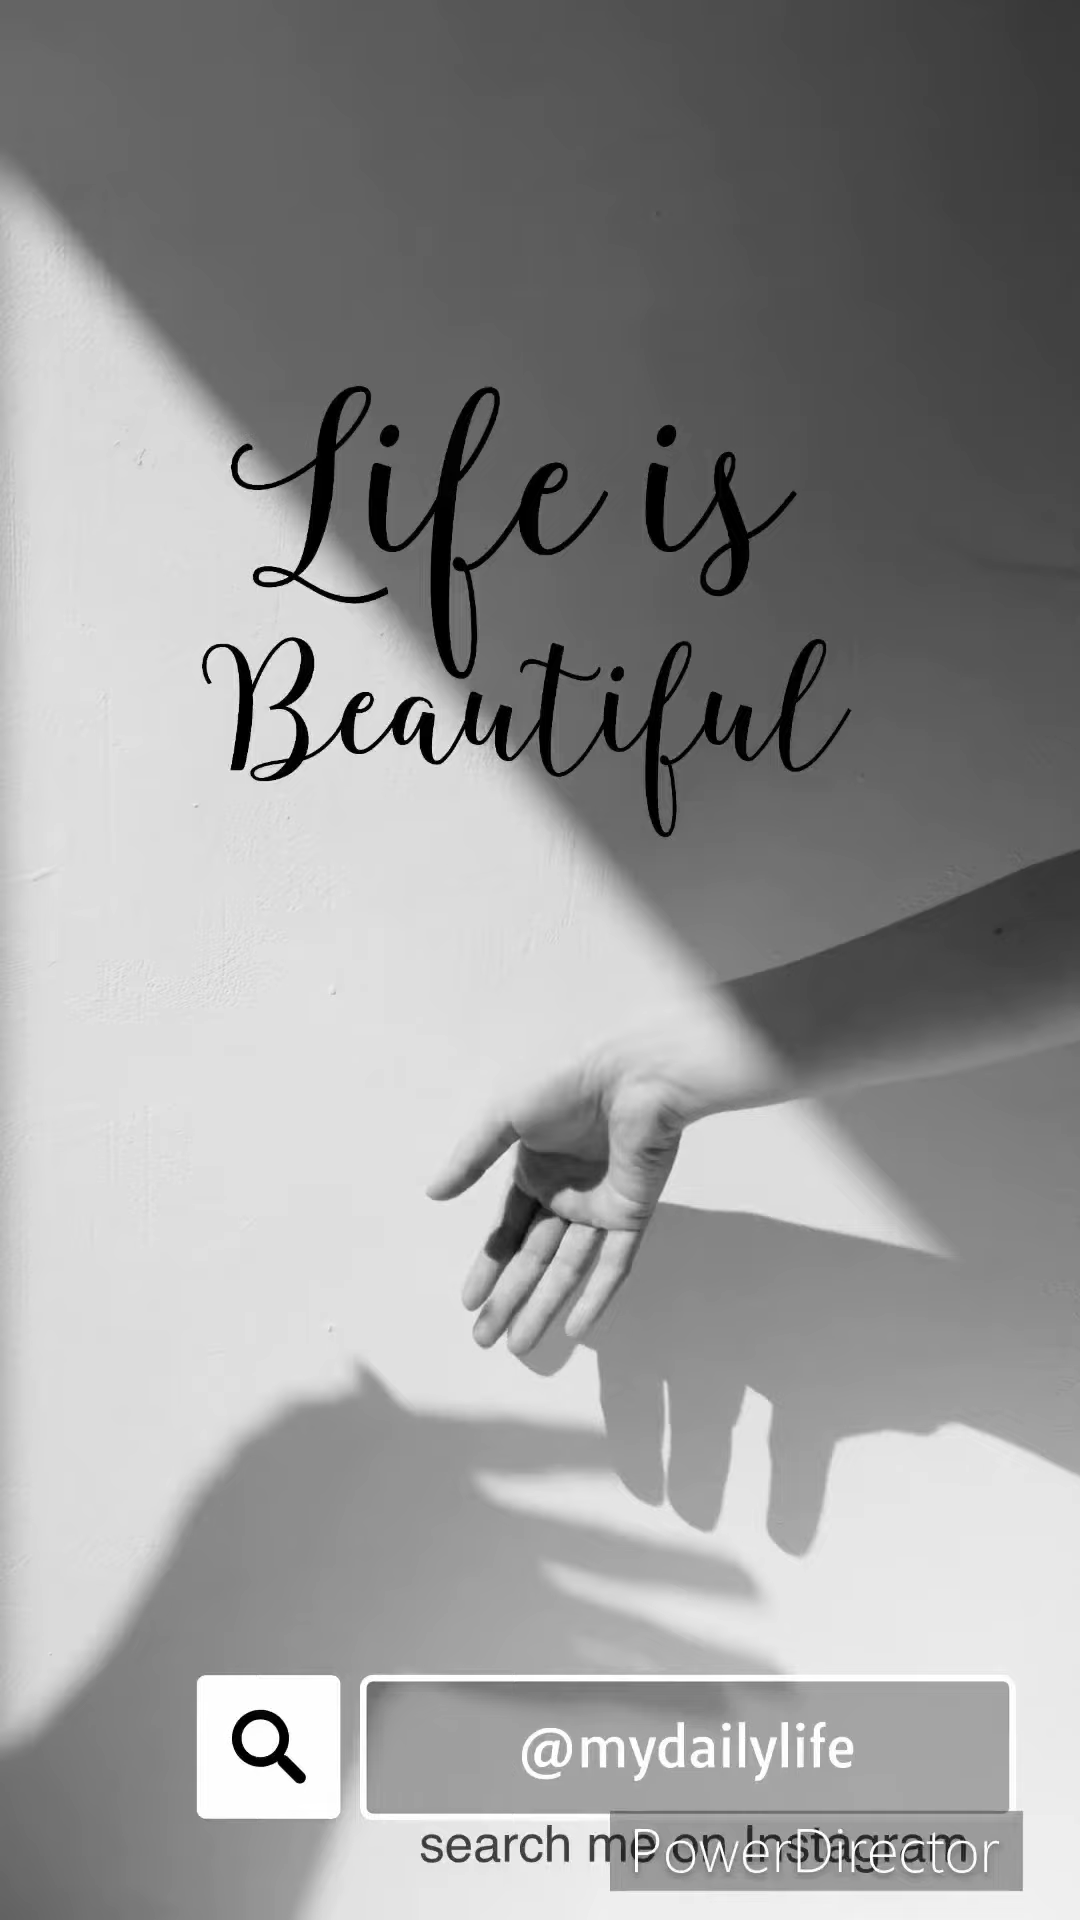 Life is
Beautiful
@mydailylife
search me on Instagram
PowerDirector